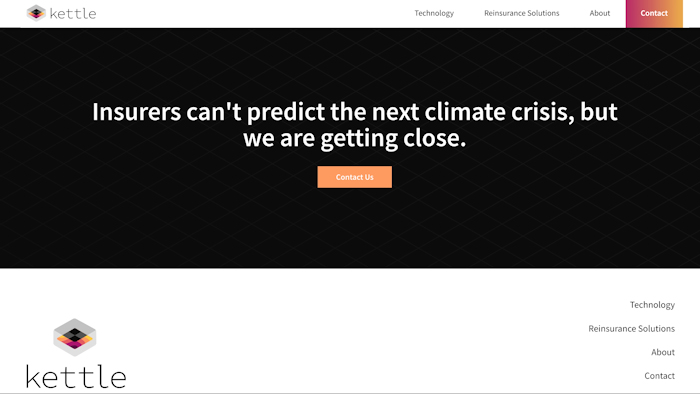 kettle
Technology
Reinsurance Solutions
About
Contact
Insurers can't predict the next climate crisis, but
we are getting close.
Contact Us
Technology
Reinsurance Solutions
About
Contact
kettle